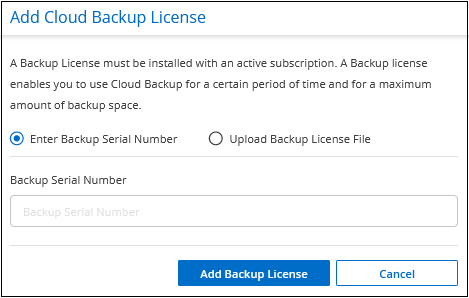 Add Cloud Backup License
A Backup License must be installed with an active subscription. A Backup license
enables you to use Cloud Backup for a certain period of time and for a maximum
amount of backup space.
Enter Backup Serial Number Upload Backup License File
Backup Serial Number
Backup Serial Number
Add Backup License Cancel